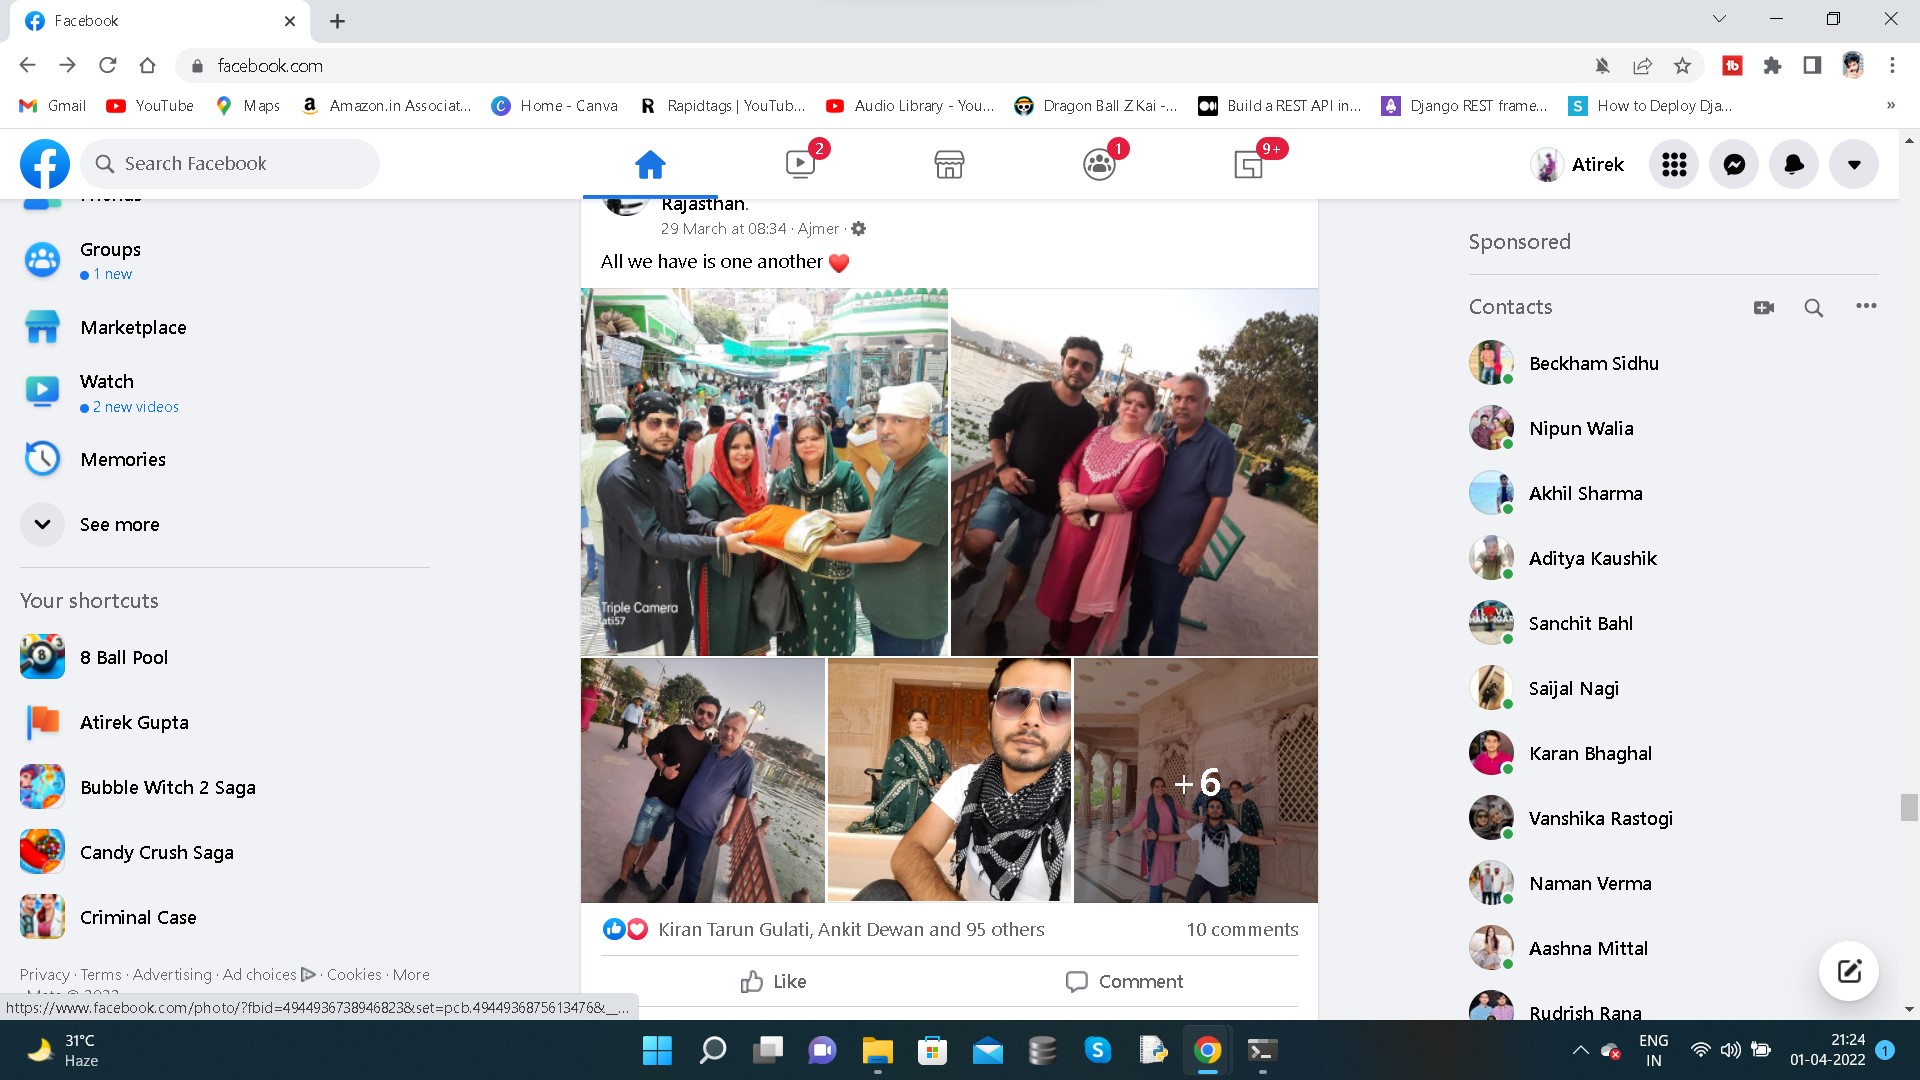 Facebook
facebook.com
Gmail
YouTube
Maps
Amazon.in Associat...
Home - Canva
Rapidtags | YouTub...
Audio Library - You...
Dragon Ball Z Kai -...
Build a REST API in...
Django REST frame...
How to Deploy Dja...
»
Search Facebook
2
1
9+
Atirek
Friends
Groups
1 new
Marketplace
Watch
2 new videos
Memories
See more
Your shortcuts
8 Ball Pool
Atirek Gupta
Bubble Witch 2 Saga
Candy Crush Saga
Criminal Case
Privacy · Terms · Advertising · Ad choices · Cookies · More
· Meta © 2022
https://www.facebook.com/photo/?fbid=4944936738946823&set=pcb.4944936875613476&__...
Rajasthan.
29 March at 08:34 · Ajmer ·
All we have is one another
Triple Camera
+6
Kiran Tarun Gulati, Ankit Dewan and 95 others
10 comments
Like
Comment
Sponsored
Contacts
Beckham Sidhu
Nipun Walia
Akhil Sharma
Aditya Kaushik
Sanchit Bahl
Saijal Nagi
Karan Bhaghal
Vanshika Rastogi
Naman Verma
Aashna Mittal
Rudrish Rana
31°C
Haze
ENG
IN
21:24
01-04-2022
1